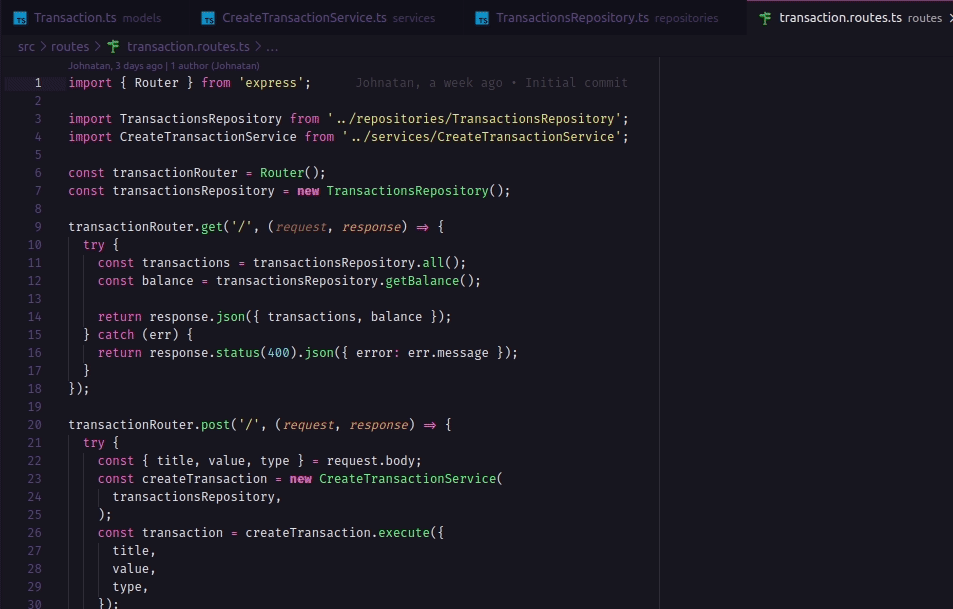 TS Transaction.ts models TS CreateTransactionService.ts services TS TransactionsRepository.ts repositories transaction.routes.ts routes
src > routes > transaction.routes.ts > ...
Johnatan, 3 days ago | 1 author (Johnatan)
1 import { Router } from 'express'; Johnatan, a week ago • Initial commit
2
3 import TransactionsRepository from '../repositories/TransactionsRepository';
4 import CreateTransactionService from '../services/CreateTransactionService';
5
6 const transactionRouter = Router();
7 const transactionsRepository = new TransactionsRepository();
8
9 transactionRouter.get('/', (request, response) => {
10 try {
11 const transactions = transactionsRepository.all();
12 const balance = transactionsRepository.getBalance();
13
14 return response.json({ transactions, balance });
15 } catch (err) {
16 return response.status(400).json({ error: err.message });
17 }
18 });
19
20 transactionRouter.post('/', (request, response) => {
21 try {
22 const { title, value, type } = request.body;
23 const createTransaction = new CreateTransactionService(
24 transactionsRepository,
25 );
26 const transaction = createTransaction.execute({
27 title,
28 value,
29 type,
30 });